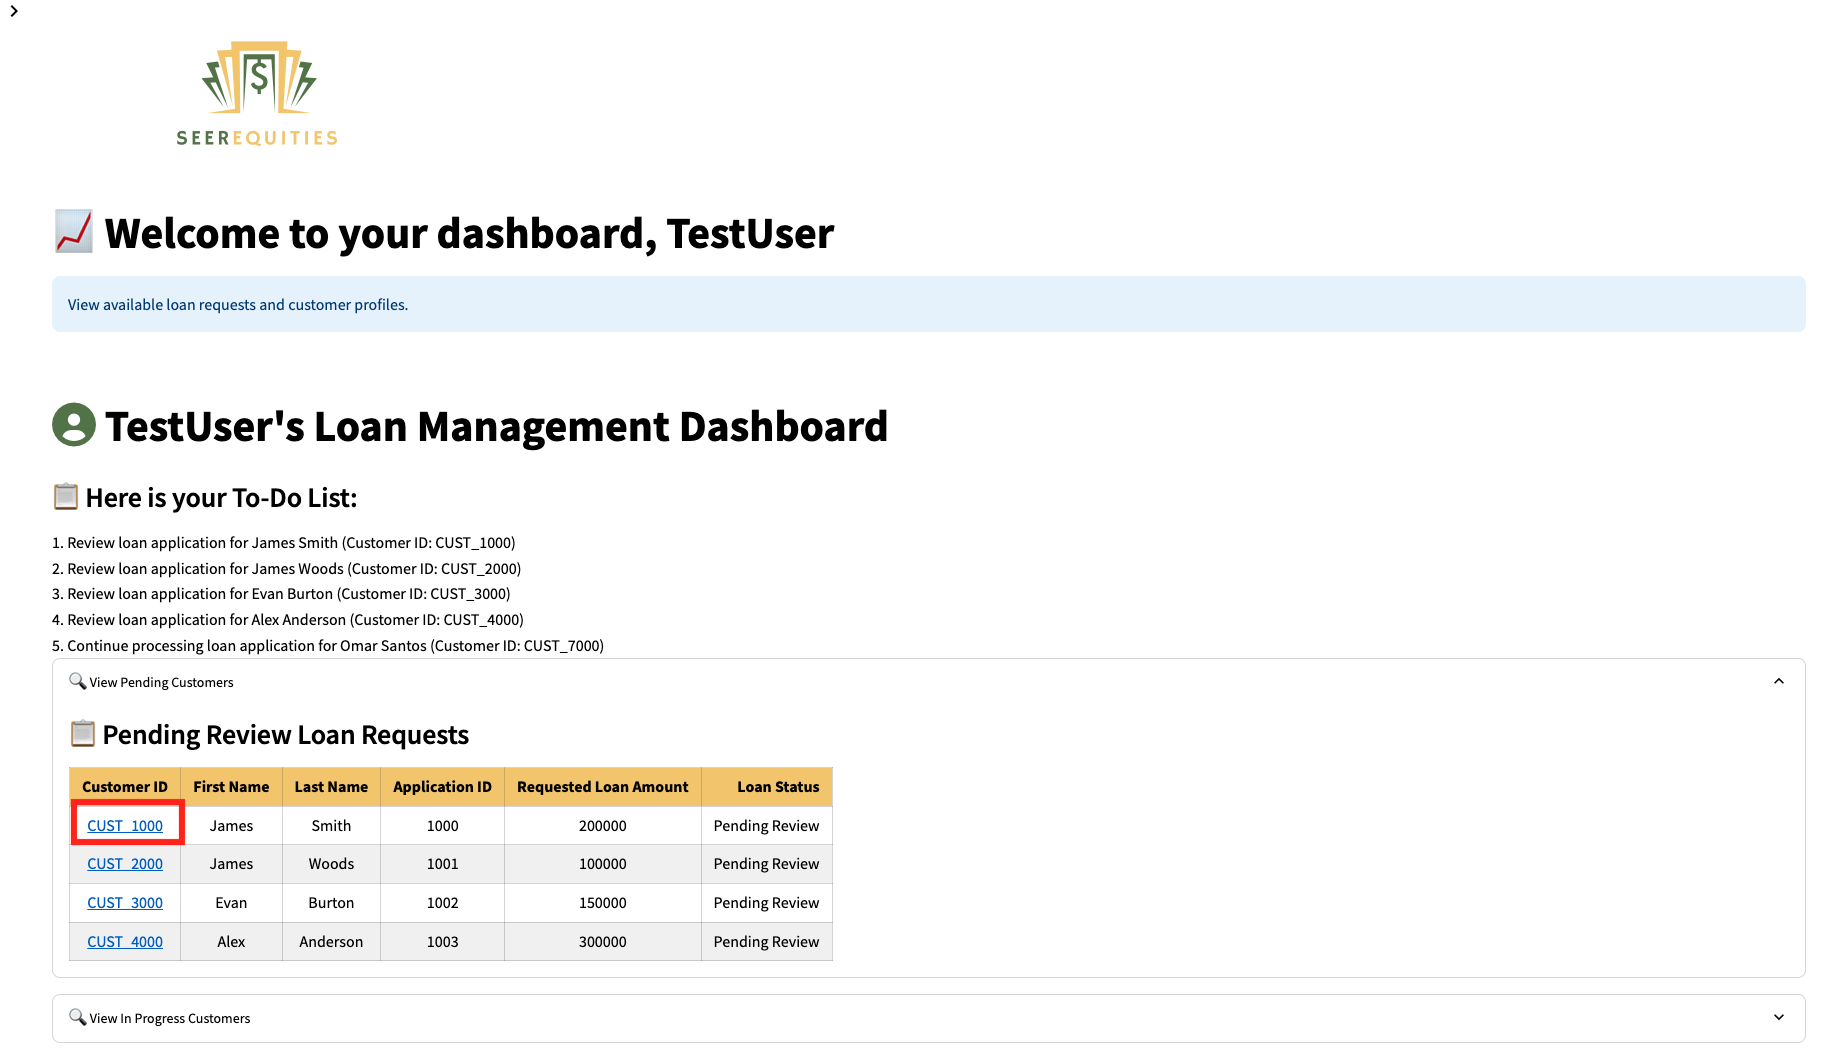 $
SEEREQUITIES
Welcome to your dashboard, TestUser
View available loan requests and customer profiles.
TestUser's Loan Management Dashboard
Here is your To-Do List:
1. Review loan application for James Smith (Customer ID: CUST_1000)
2. Review loan application for James Woods (Customer ID: CUST_2000)
3. Review loan application for Evan Burton (Customer ID: CUST_3000)
4. Review loan application for Alex Anderson (Customer ID: CUST_4000)
5. Continue processing loan application for Omar Santos (Customer ID: CUST_7000)
View Pending Customers
Pending Review Loan Requests
Customer ID First Name Last Name Application ID Requested Loan Amount Loan Status
CUST_1000 James Smith 1000 200000 Pending Review
CUST_2000 James Woods 1001 100000 Pending Review
CUST_3000 Evan Burton 1002 150000 Pending Review
CUST_4000 Alex Anderson 1003 300000 Pending Review
View In Progress Customers